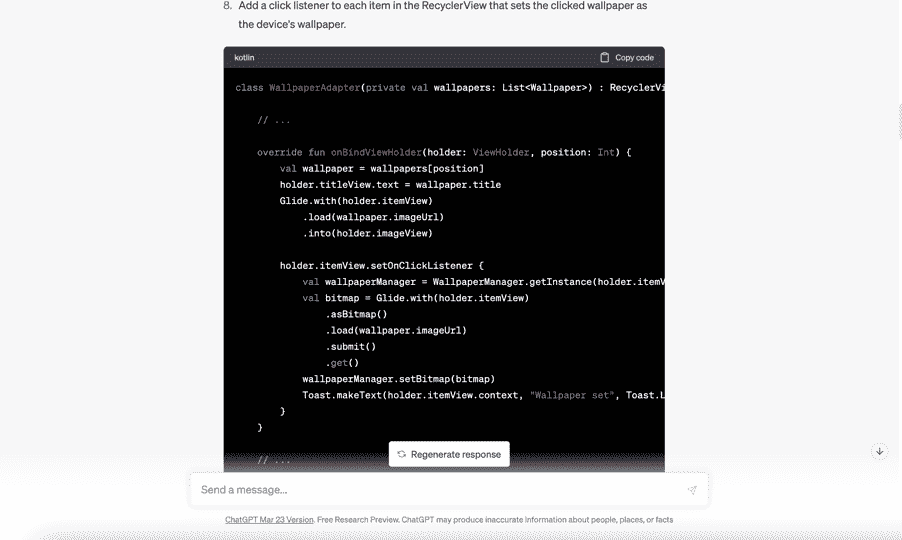 8. Add a click listener to each item in the RecyclerView that sets the clicked wallpaper as
the device's wallpaper.
kotlin
Copy code
class WallpaperAdapter(private val wallpapers: List<Wallpaper>) : RecyclerVi
// ...
override fun onBindViewHolder(holder: ViewHolder, position: Int) {
val wallpaper = wallpapers[position]
holder.titleView.text = wallpaper.title
Glide.with(holder.itemView)
.load(wallpaper.imageUrl)
.into(holder.imageView)
holder.itemView.setOnClickListener {
val wallpaperManager = WallpaperManager.getInstance(holder.itemV
val bitmap = Glide.with(holder.itemView)
.asBitmap()
.load(wallpaper.imageUrl)
.submit()
.get()
wallpaperManager.setBitmap(bitmap)
Toast.makeText(holder.itemView.context, "Wallpaper set", Toast.L
}
}
// ...
Regenerate response
Send a message...
ChatGPT Mar 23 Version. Free Research Preview. ChatGPT may produce inaccurate information about people, places, or facts